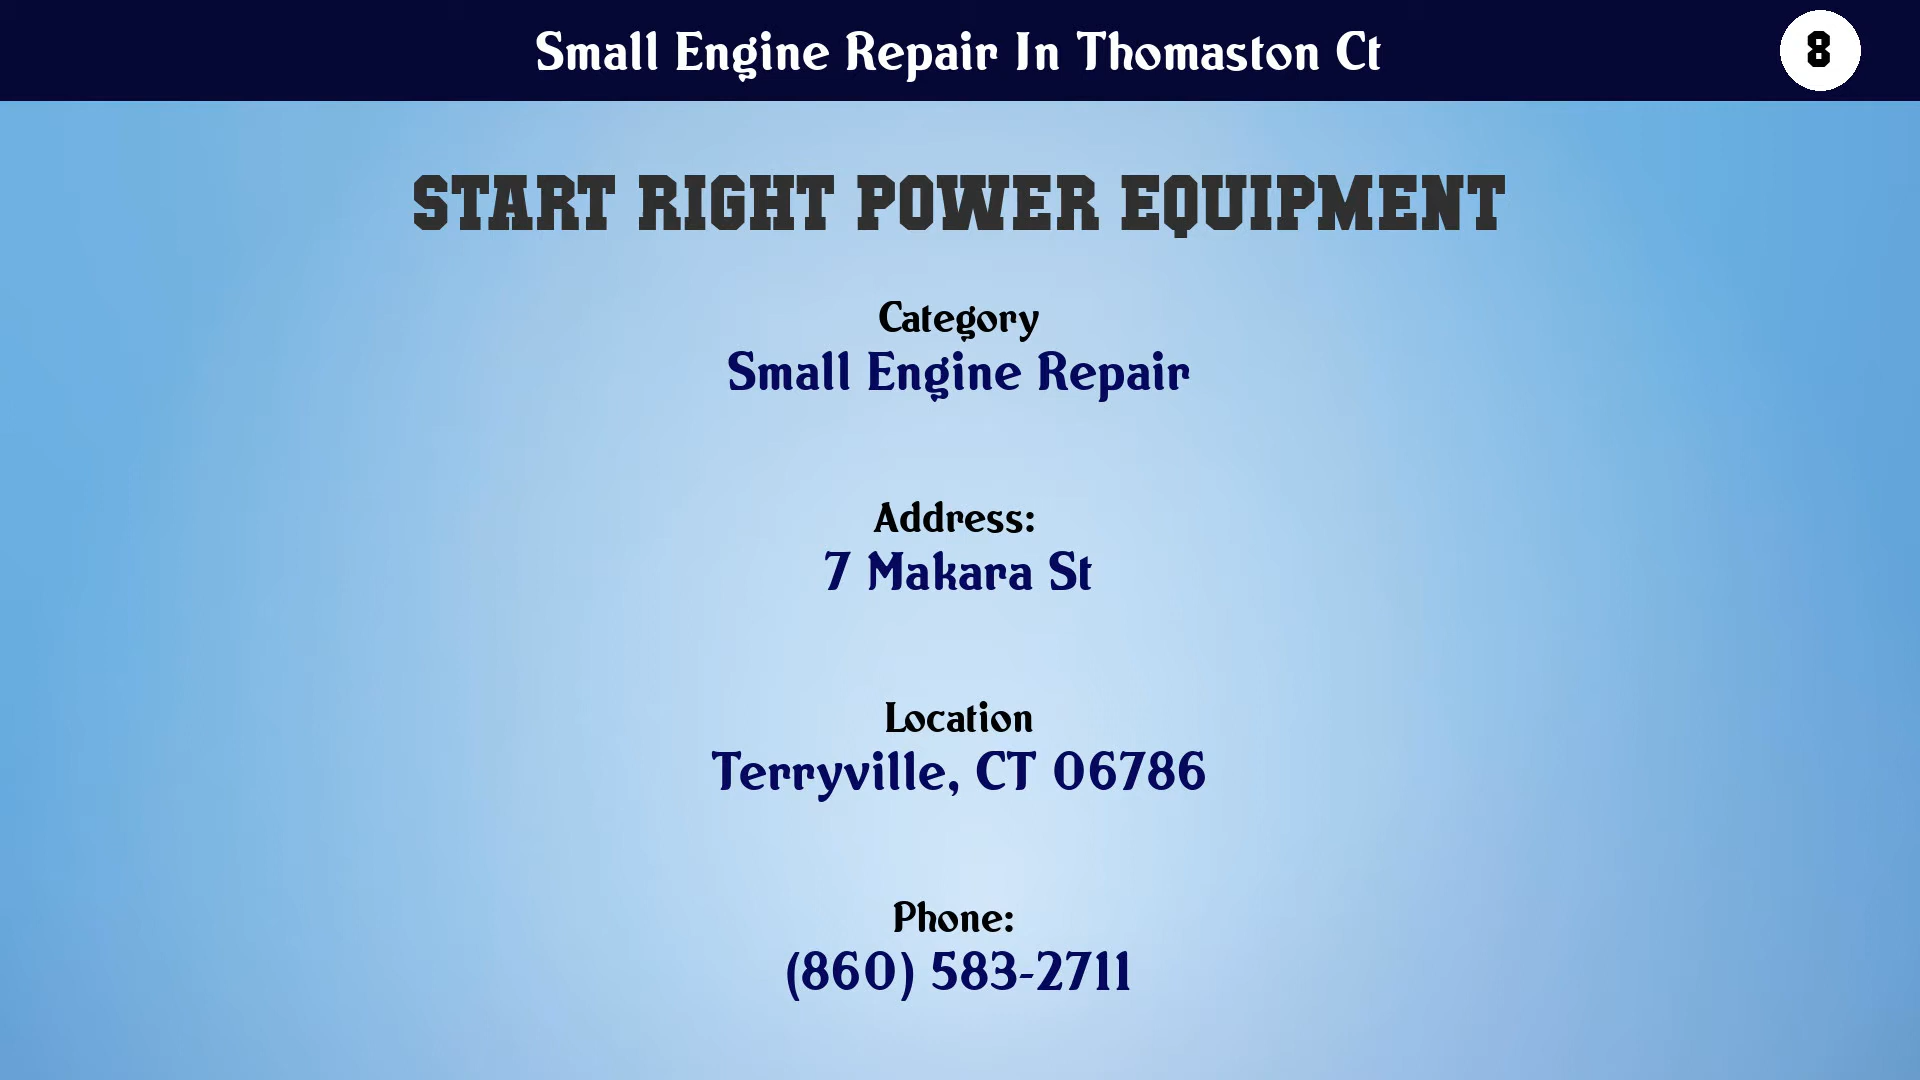 Small Engine Repair In Thomaston Ct
8
START RIGHT POWER EQUIPMENT
Category
Small Engine Repair
Address:
7 Makara St
Location
Terryville, CT 06786
Phone:
(860) 583-2711